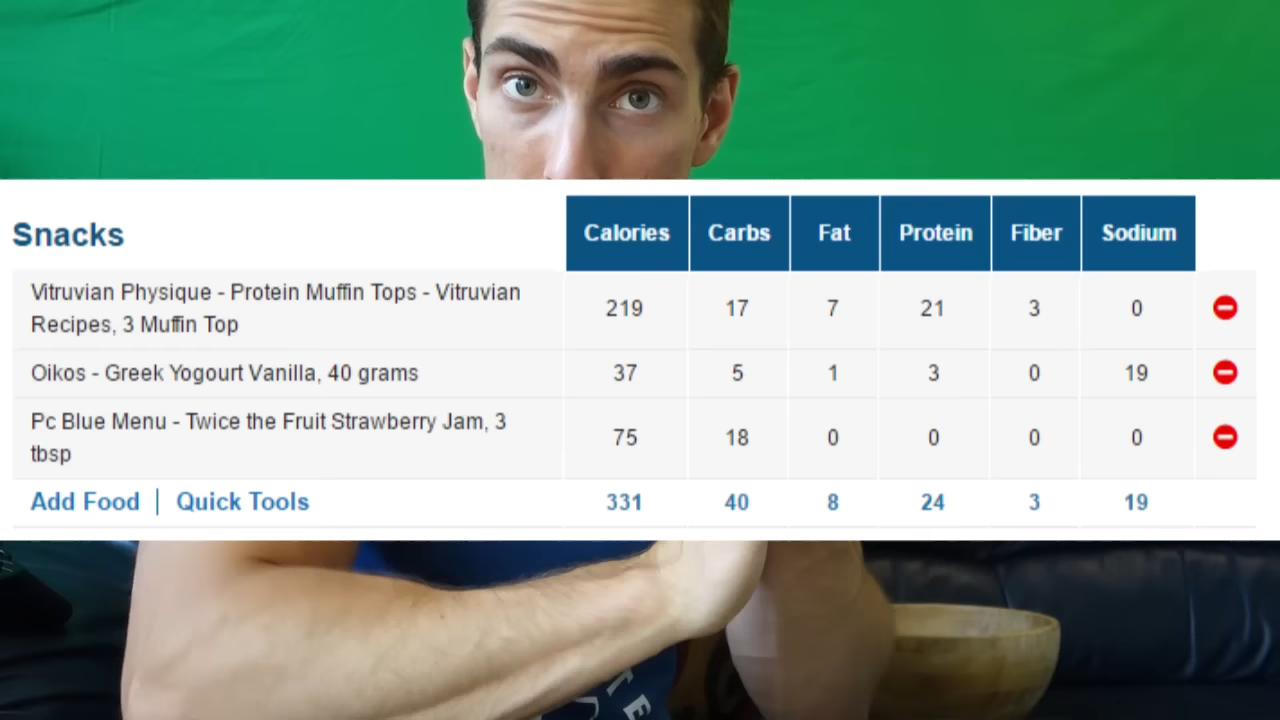 Snacks Calories Carbs Fat Protein Fiber Sodium
Vitruvian Physique - Protein Muffin Tops - Vitruvian
Recipes, 3 Muffin Top 219 17 7 21 3 0
Oikos - Greek Yogourt Vanilla, 40 grams 37 5 1 3 0 19
Pc Blue Menu - Twice the Fruit Strawberry Jam, 3
tbsp 75 18 0 0 0 0
Add Food | Quick Tools 331 40 8 24 3 19